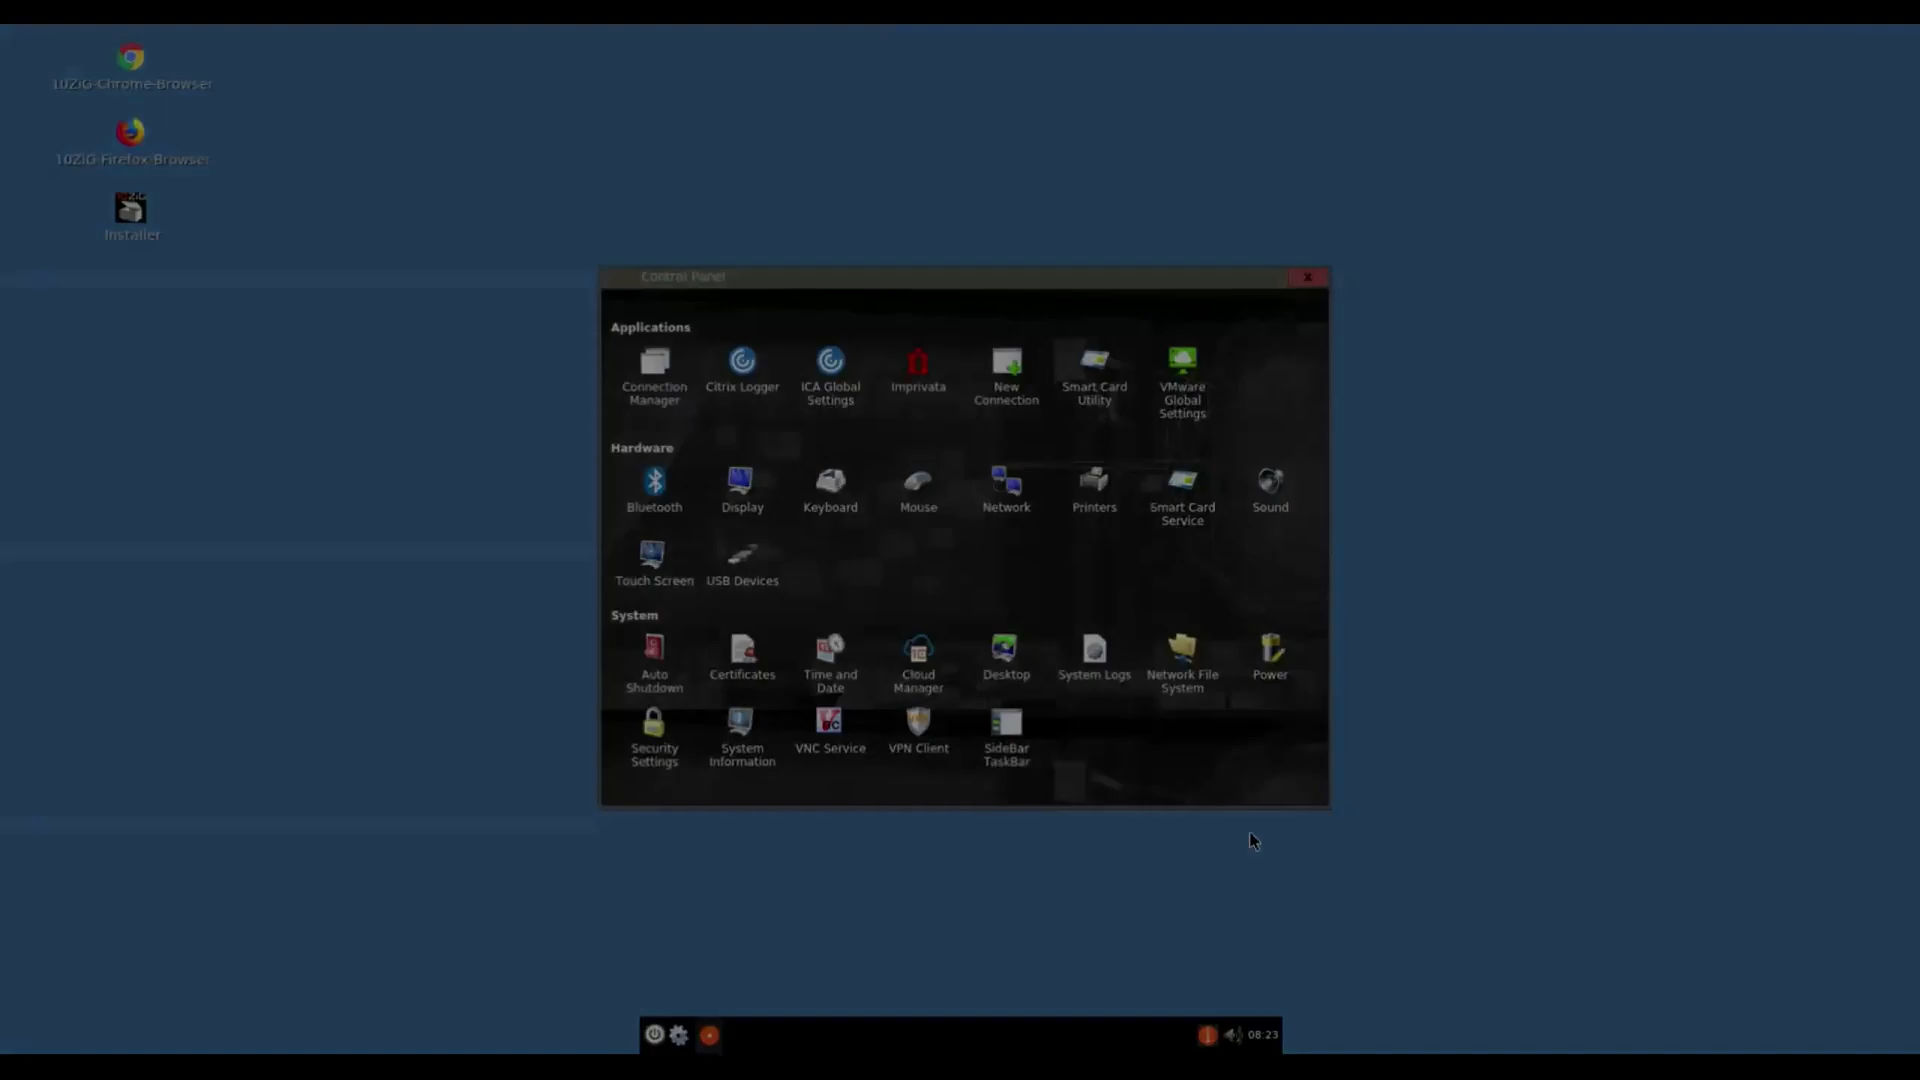 10ZiG-Chrome-Browser
10ZiG-Firefox-Browser
Installer
Control Panel
Applications
Connection Manager
Citrix Logger
ICA Global Settings
Imprivata
New Connection
Smart Card Utility
VMware Global Settings
Hardware
Bluetooth
Display
Keyboard
Mouse
Network
Printers
Smart Card Service
Sound
Touch Screen
USB Devices
System
Auto Shutdown
Certificates
Time and Date
Cloud Manager
Desktop
System Logs
Network File System
Power
Security Settings
System Information
VNC Service
VPN Client
SideBar TaskBar
08:23